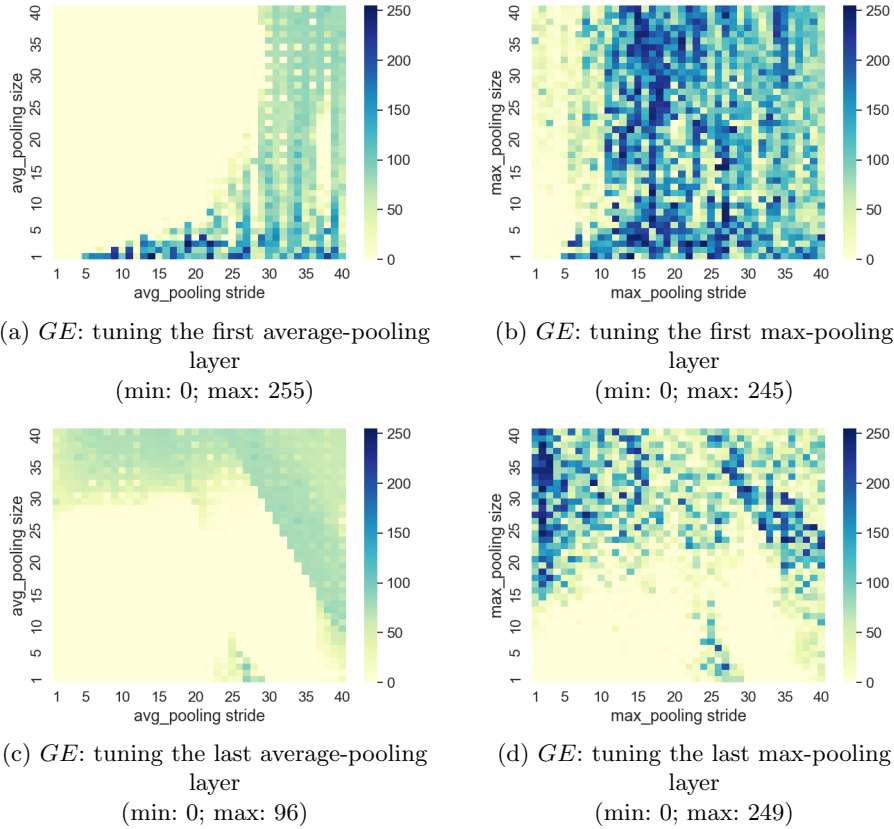 avg_pooling size
40
35
30
25
20
15
10
5
1
1 5 10 15 20 25 30 35 40
avg_pooling stride
250
200
150
100
50
0
max_pooling size
40
35
30
25
20
15
10
5
1
1 5 10 15 20 25 30 35 40
max_pooling stride
250
200
150
100
50
0
(a) GE: tuning the first average-pooling
layer
(min: 0; max: 255)
(b) GE: tuning the first max-pooling
layer
(min: 0; max: 245)
avg_pooling size
40
35
30
25
20
15
10
5
1
1 5 10 15 20 25 30 35 40
avg_pooling stride
250
200
150
100
50
0
max_pooling size
40
35
30
25
20
15
10
5
1
1 5 10 15 20 25 30 35 40
max_pooling stride
250
200
150
100
50
0
(c) GE: tuning the last average-pooling
layer
(min: 0; max: 96)
(d) GE: tuning the last max-pooling
layer
(min: 0; max: 249)